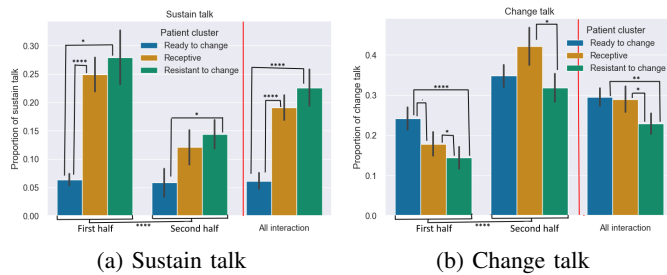 Sustain talk
Patient cluster
Ready to change
Receptive
Resistant to change
Proportion of sustain talk
0.30
0.25
0.20
0.15
0.10
0.05
0.00
*
****
*
****
****
First half
Second half
All interaction
****
(a) Sustain talk
Change talk
Patient cluster
Ready to change
Receptive
Resistant to change
Proportion of change talk
0.4
0.3
0.2
0.1
0.0
****
*
*
**
*
First half
Second half
All interaction
****
(b) Change talk